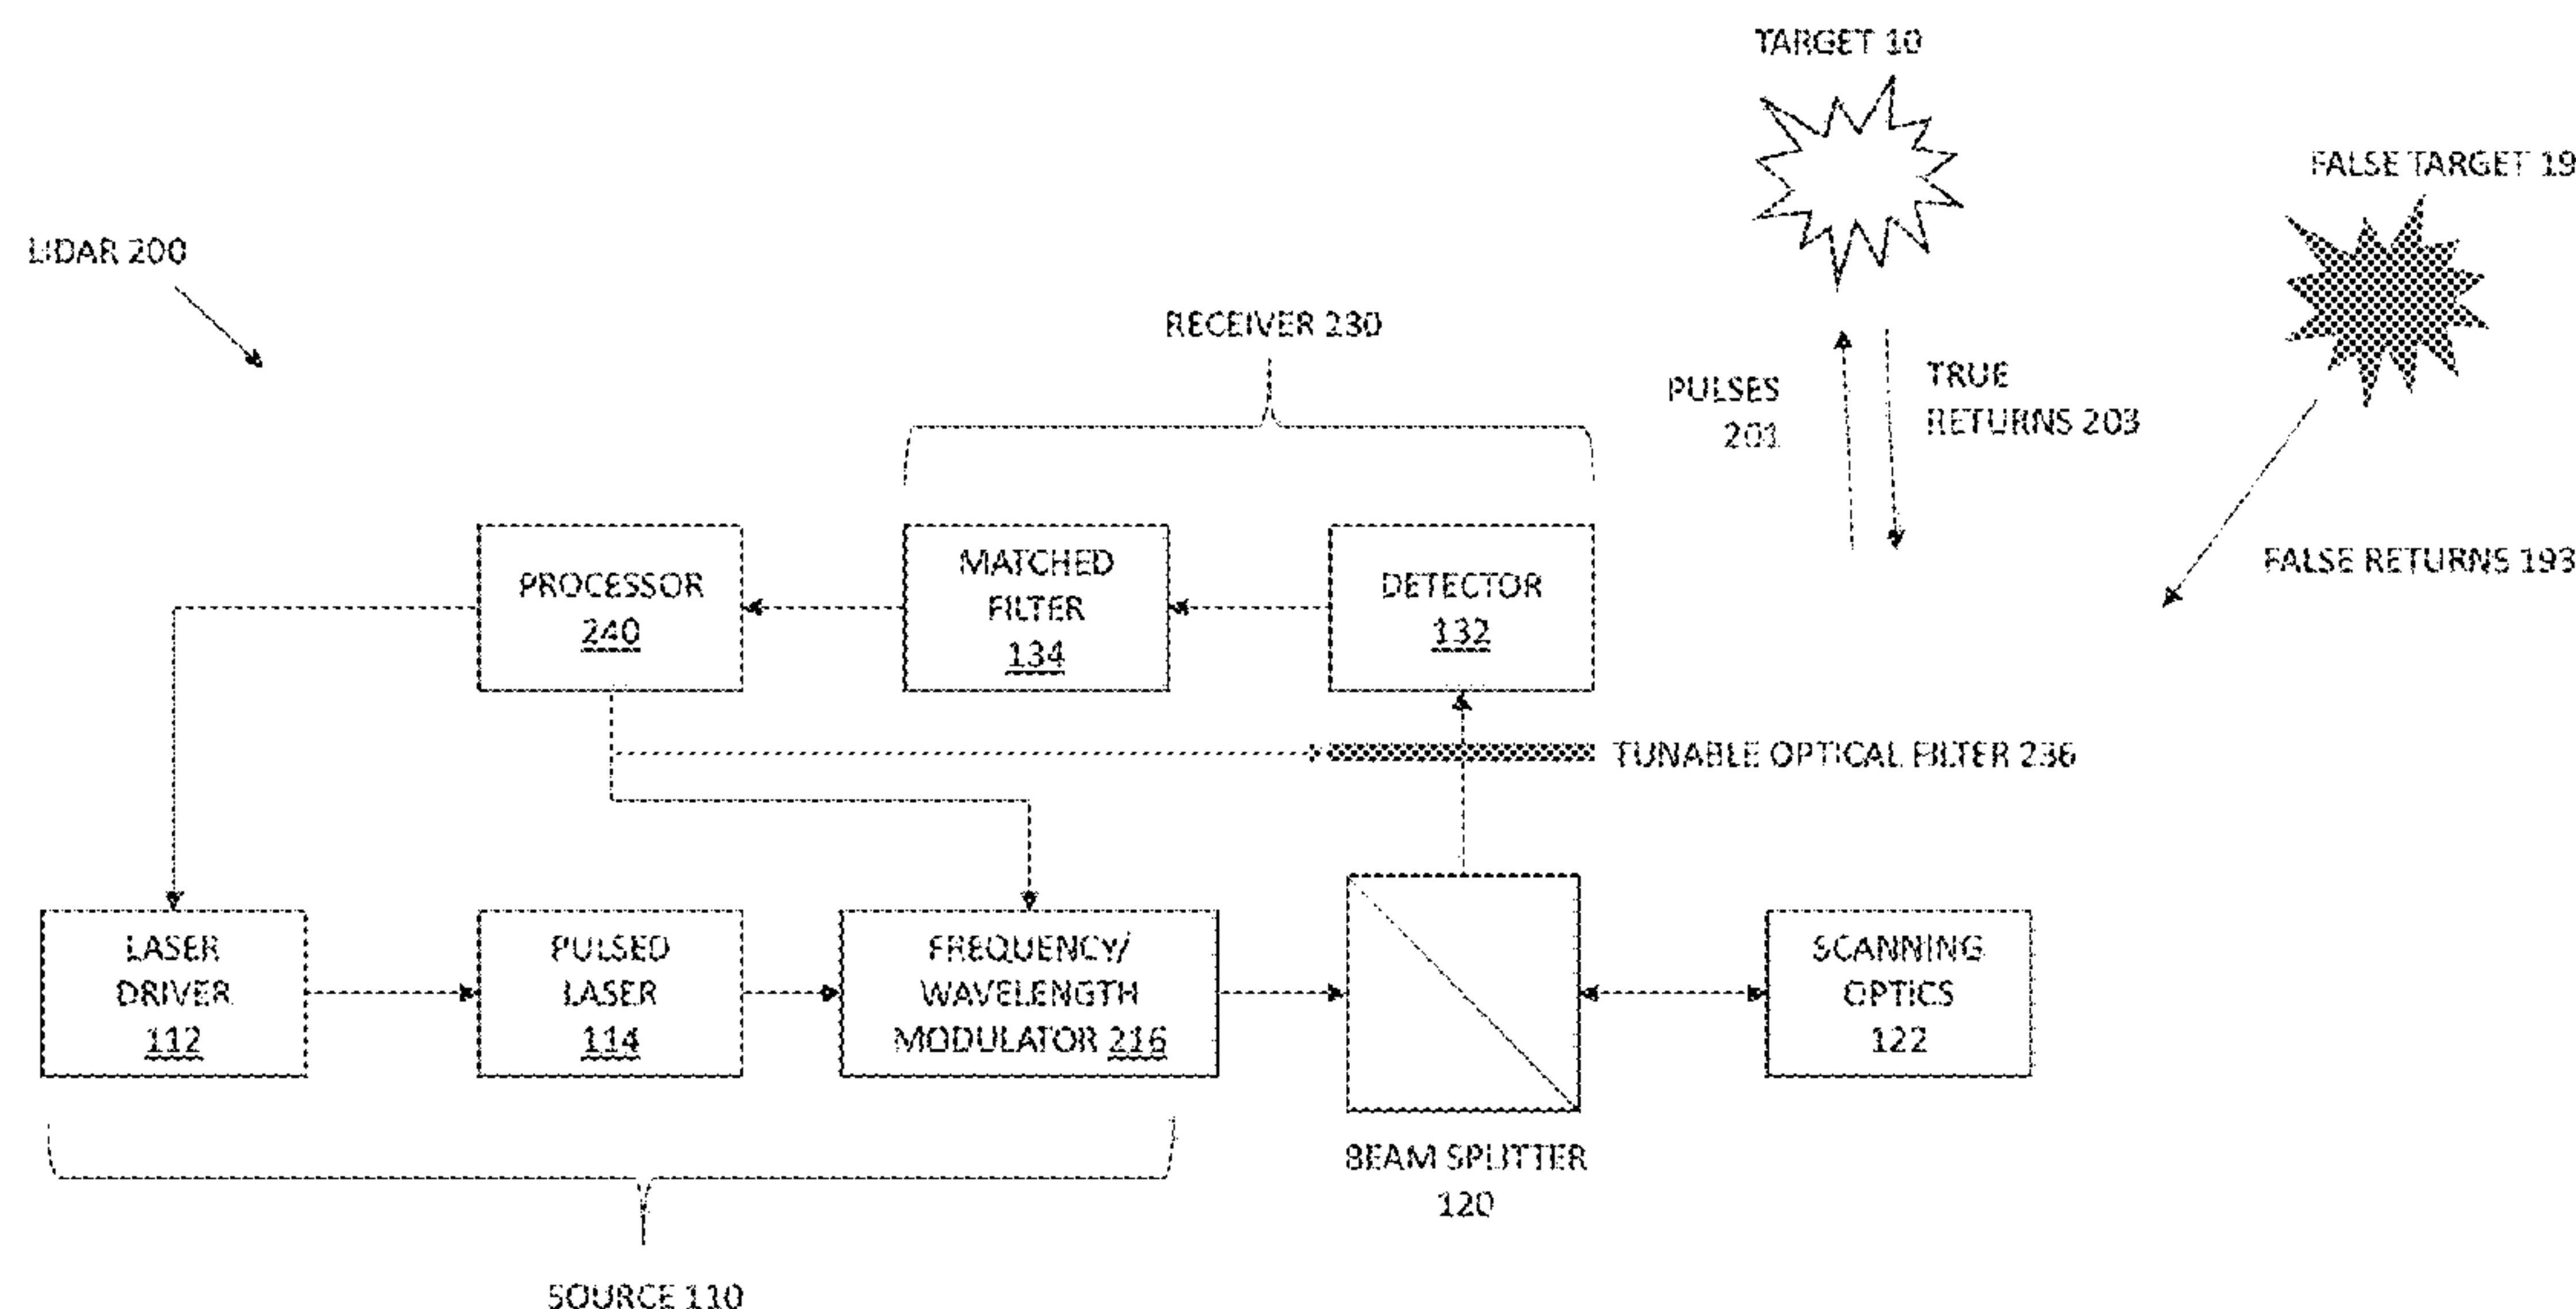 TARGET 10
FALSE TARGET 19
LIDAR 200
RECEIVER 230
PULSES
201
TRUE
RETURNS 203
FALSE RETURNS 193
PROCESSOR
240
MATCHED
FILTER
134
DETECTOR
132
TUNABLE OPTICAL FILTER 236
LASER
DRIVER
112
PULSED
LASER
114
FREQUENCY/
WAVELENGTH
MODULATOR 216
SCANNING
OPTICS
122
BEAM SPLITTER
120
SOURCE 110